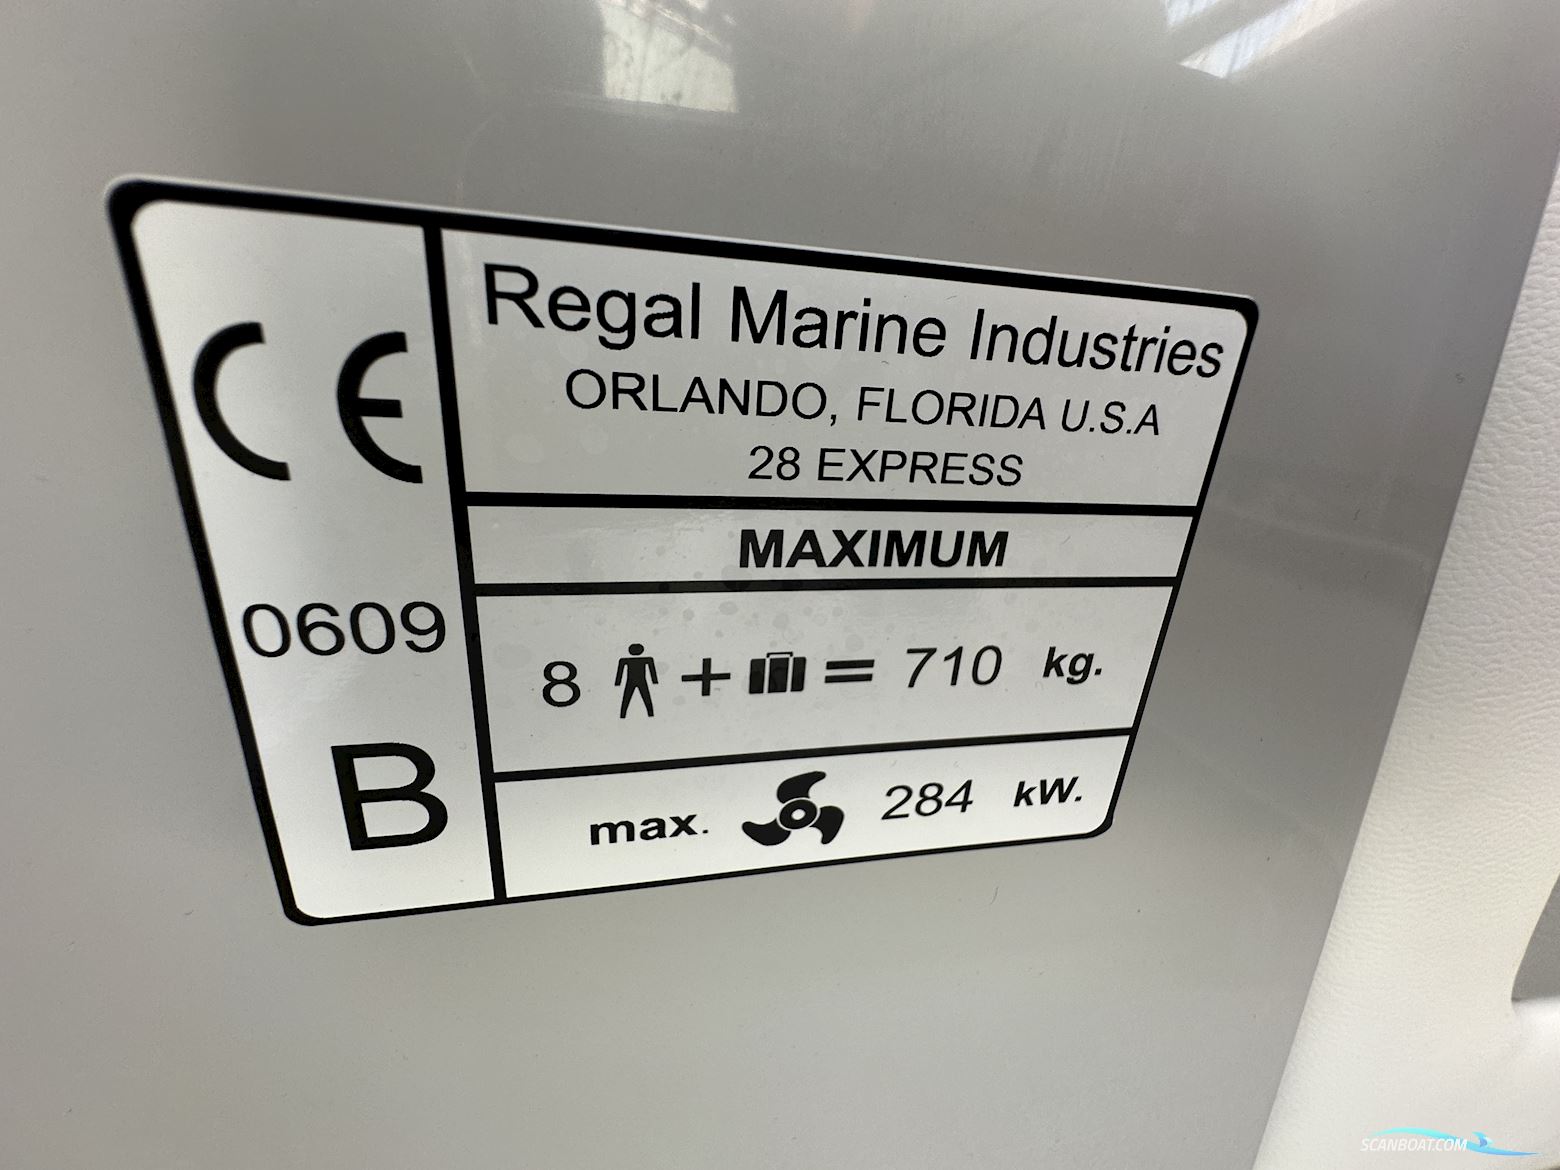 CE
0609
B
Regal Marine Industries
ORLANDO, FLORIDA U.S.A
28 EXPRESS
MAXIMUM
8 + = 710 kg.
max. 284 kW.
SCANBOAT.COM